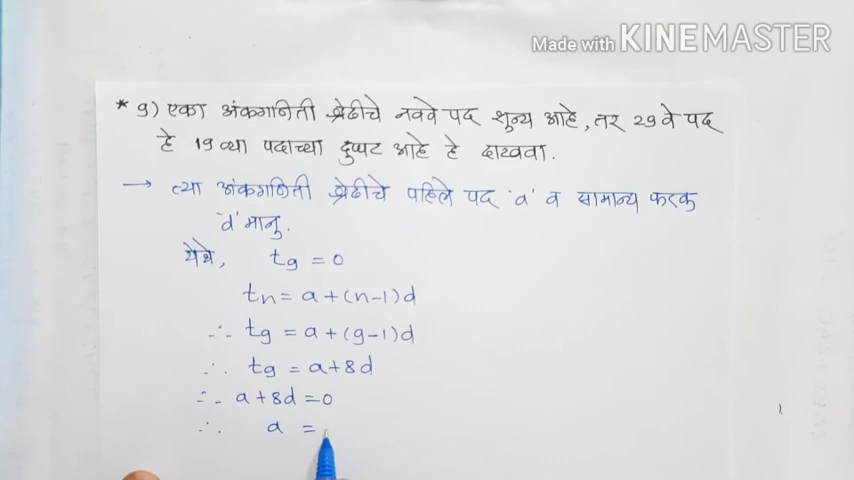 Made with KINEMASTER
* 9) एका अंकगणिती श्रेढीचे नववे पद शुन्य आहे, तर 29 वे पद
हे 19 व्या पदाच्या दुप्पट आहे हे दाखवा.
→ त्या अंकगणिती श्रेढीचे पहिले पद 'a' व सामान्य फरक
'd' मानु.
येथे, t₉ = 0
tn = a + (n-1)d
∴ t₉ = a + (9-1)d
∴ t₉ = a + 8d
∴ a + 8d = 0
∴ a =